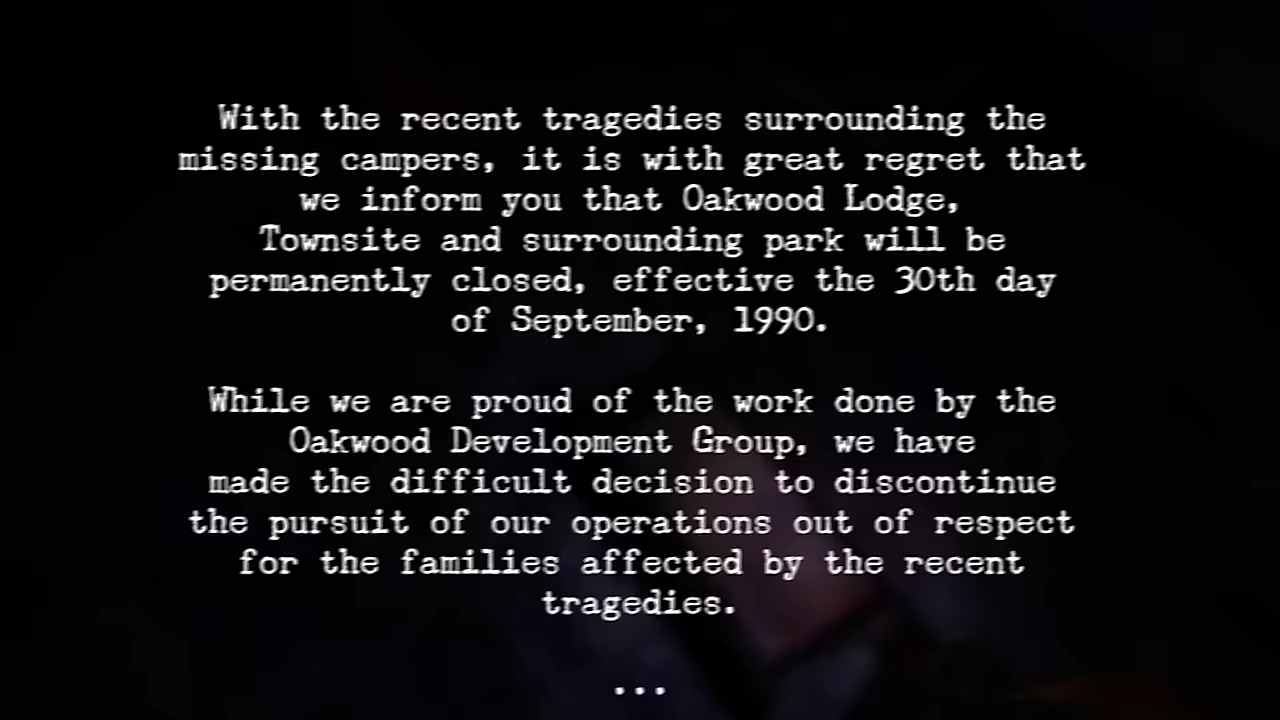 With the recent tragedies surrounding the
missing campers, it is with great regret that
we inform you that Oakwood Lodge,
Townsite and surrounding park will be
permanently closed, effective the 30th day
of September, 1990.
While we are proud of the work done by the
Oakwood Development Group, we have
made the difficult decision to discontinue
the pursuit of our operations out of respect
for the families affected by the recent
tragedies.
...